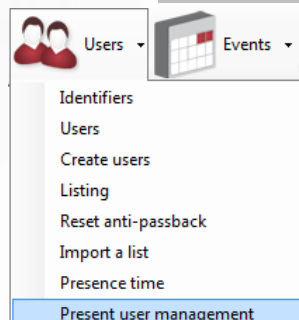 Users Events
Identifiers
Users
Create users
Listing
Reset anti-passback
Import a list
Presence time
Present user management